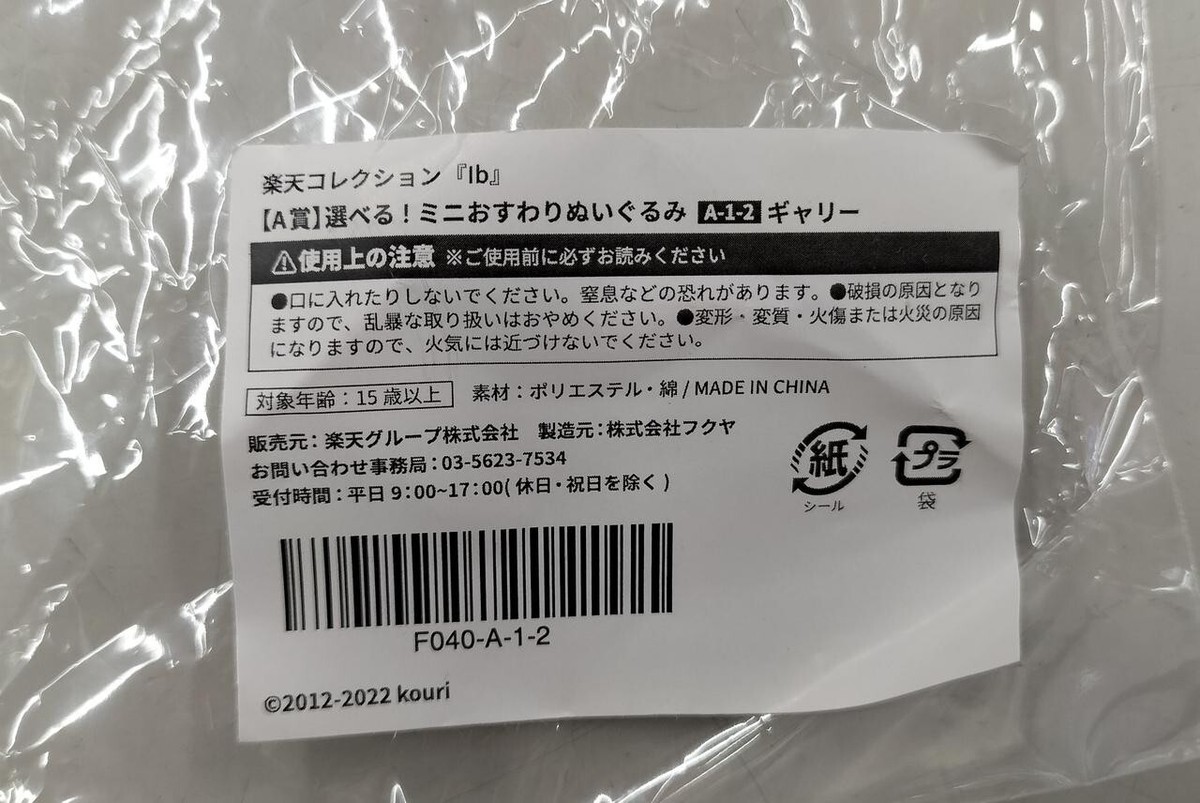 楽天コレクション『Ib』
【A賞】選べる！ミニおすわりぬいぐるみ A-1-2 ギャリー
⚠使用上の注意 ※ご使用前に必ずお読みください
●口に入れたりしないでください。窒息などの恐れがあります。●破損の原因となり
ますので、乱暴な取り扱いはおやめください。●変形・変質・火傷または火災の原因
になりますので、火気には近づけないでください。
対象年齢：15歳以上 素材：ポリエステル・綿 / MADE IN CHINA
販売元：楽天グループ株式会社 製造元：株式会社フクヤ
お問い合わせ事務局：03-5623-7534
受付時間：平日 9：00~17：00( 休日・祝日を除く )
紙
シール
プラ
袋
F040-A-1-2
©2012-2022 kouri